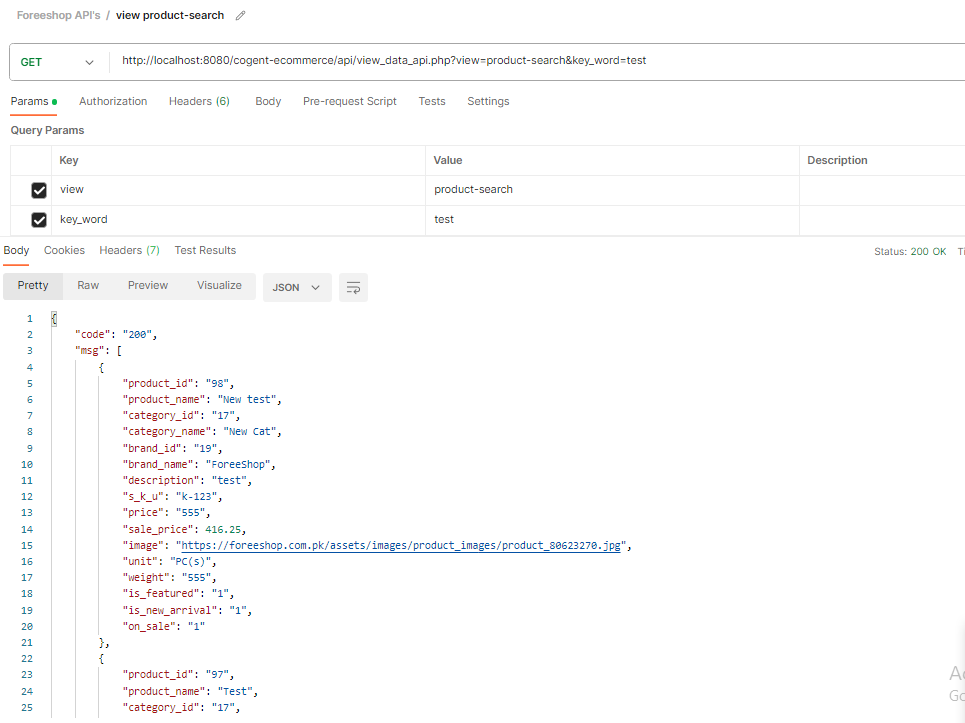 Foreeshop API's / view product-search
GET http://localhost:8080/cogent-ecommerce/api/view_data_api.php?view=product-search&key_word=test
Params Authorization Headers (6) Body Pre-request Script Tests Settings
Query Params
Key Value Description
view product-search
key_word test
Body Cookies Headers (7) Test Results Status: 200 OK
Pretty Raw Preview Visualize JSON
1 {
2 "code": "200",
3 "msg": [
4 {
5 "product_id": "98",
6 "product_name": "New test",
7 "category_id": "17",
8 "category_name": "New Cat",
9 "brand_id": "19",
10 "brand_name": "ForeeShop",
11 "description": "test",
12 "s_k_u": "k-123",
13 "price": "555",
14 "sale_price": 416.25,
15 "image": "https://foreeshop.com.pk/assets/images/product_images/product_80623270.jpg",
16 "unit": "PC(s)",
17 "weight": "555",
18 "is_featured": "1",
19 "is_new_arrival": "1",
20 "on_sale": "1"
21 },
22 {
23 "product_id": "97",
24 "product_name": "Test",
25 "category_id": "17",